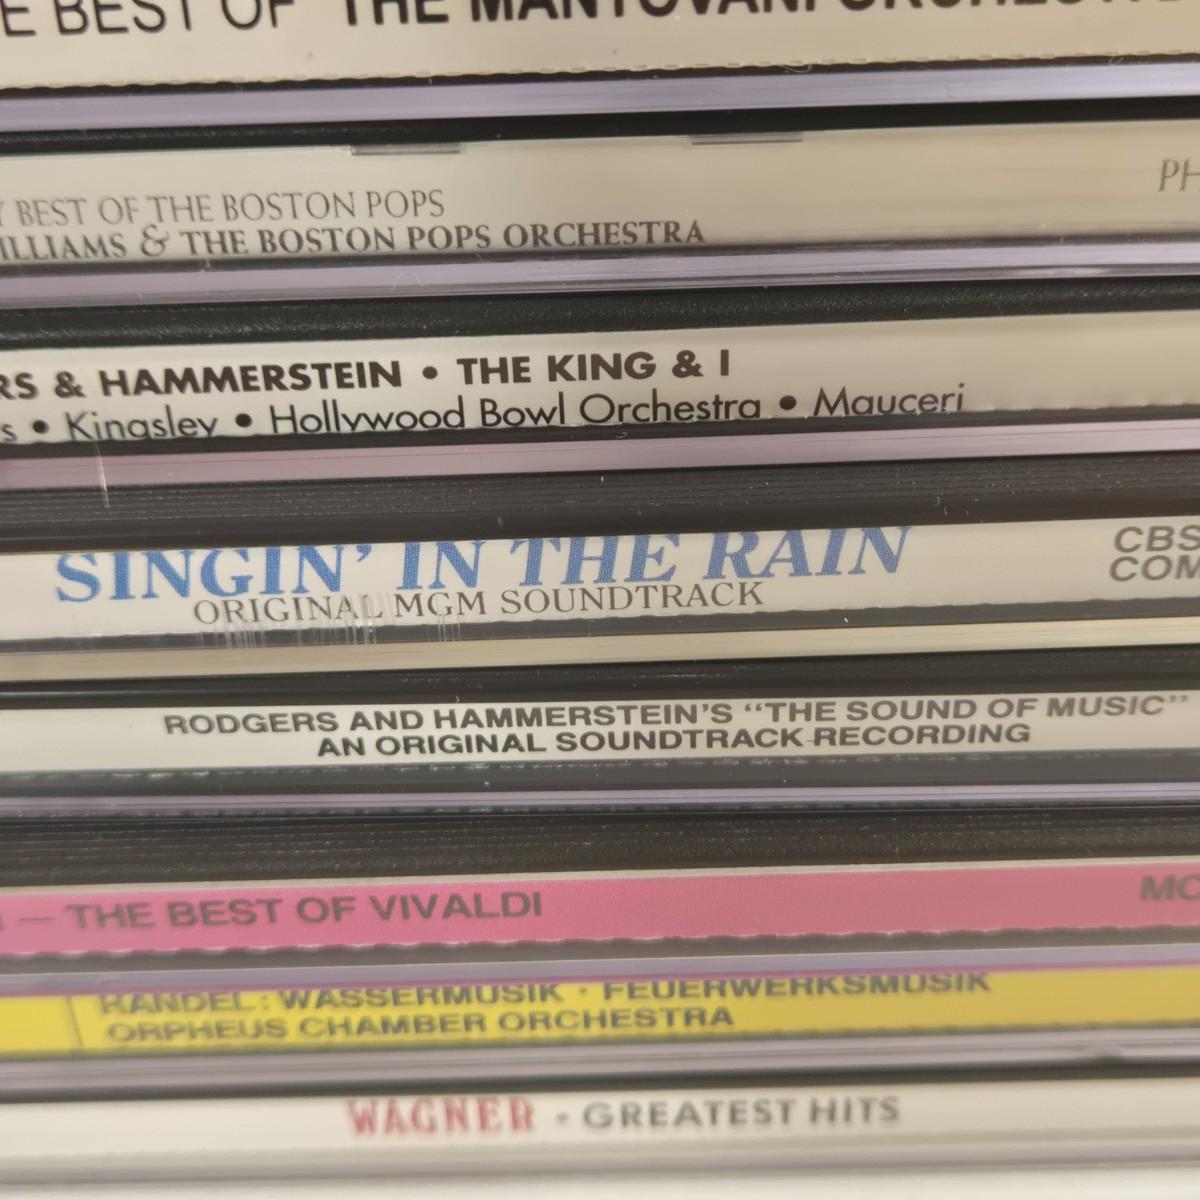 E BEST OF THE MANTOVANI ORCHESTRA
Y BEST OF THE BOSTON POPS
ILLIAMS & THE BOSTON POPS ORCHESTRA
PH
RS & HAMMERSTEIN • THE KING & I
s • Kingsley • Hollywood Bowl Orchestra • Mauceri
SINGIN' IN THE RAIN
ORIGINAL MGM SOUNDTRACK
CBS
COM
RODGERS AND HAMMERSTEIN'S “THE SOUND OF MUSIC”
AN ORIGINAL SOUNDTRACK RECORDING
I — THE BEST OF VIVALDI
MC
HANDEL: WASSERMUSIK · FEUERWERKSMUSIK
ORPHEUS CHAMBER ORCHESTRA
WAGNER • GREATEST HITS